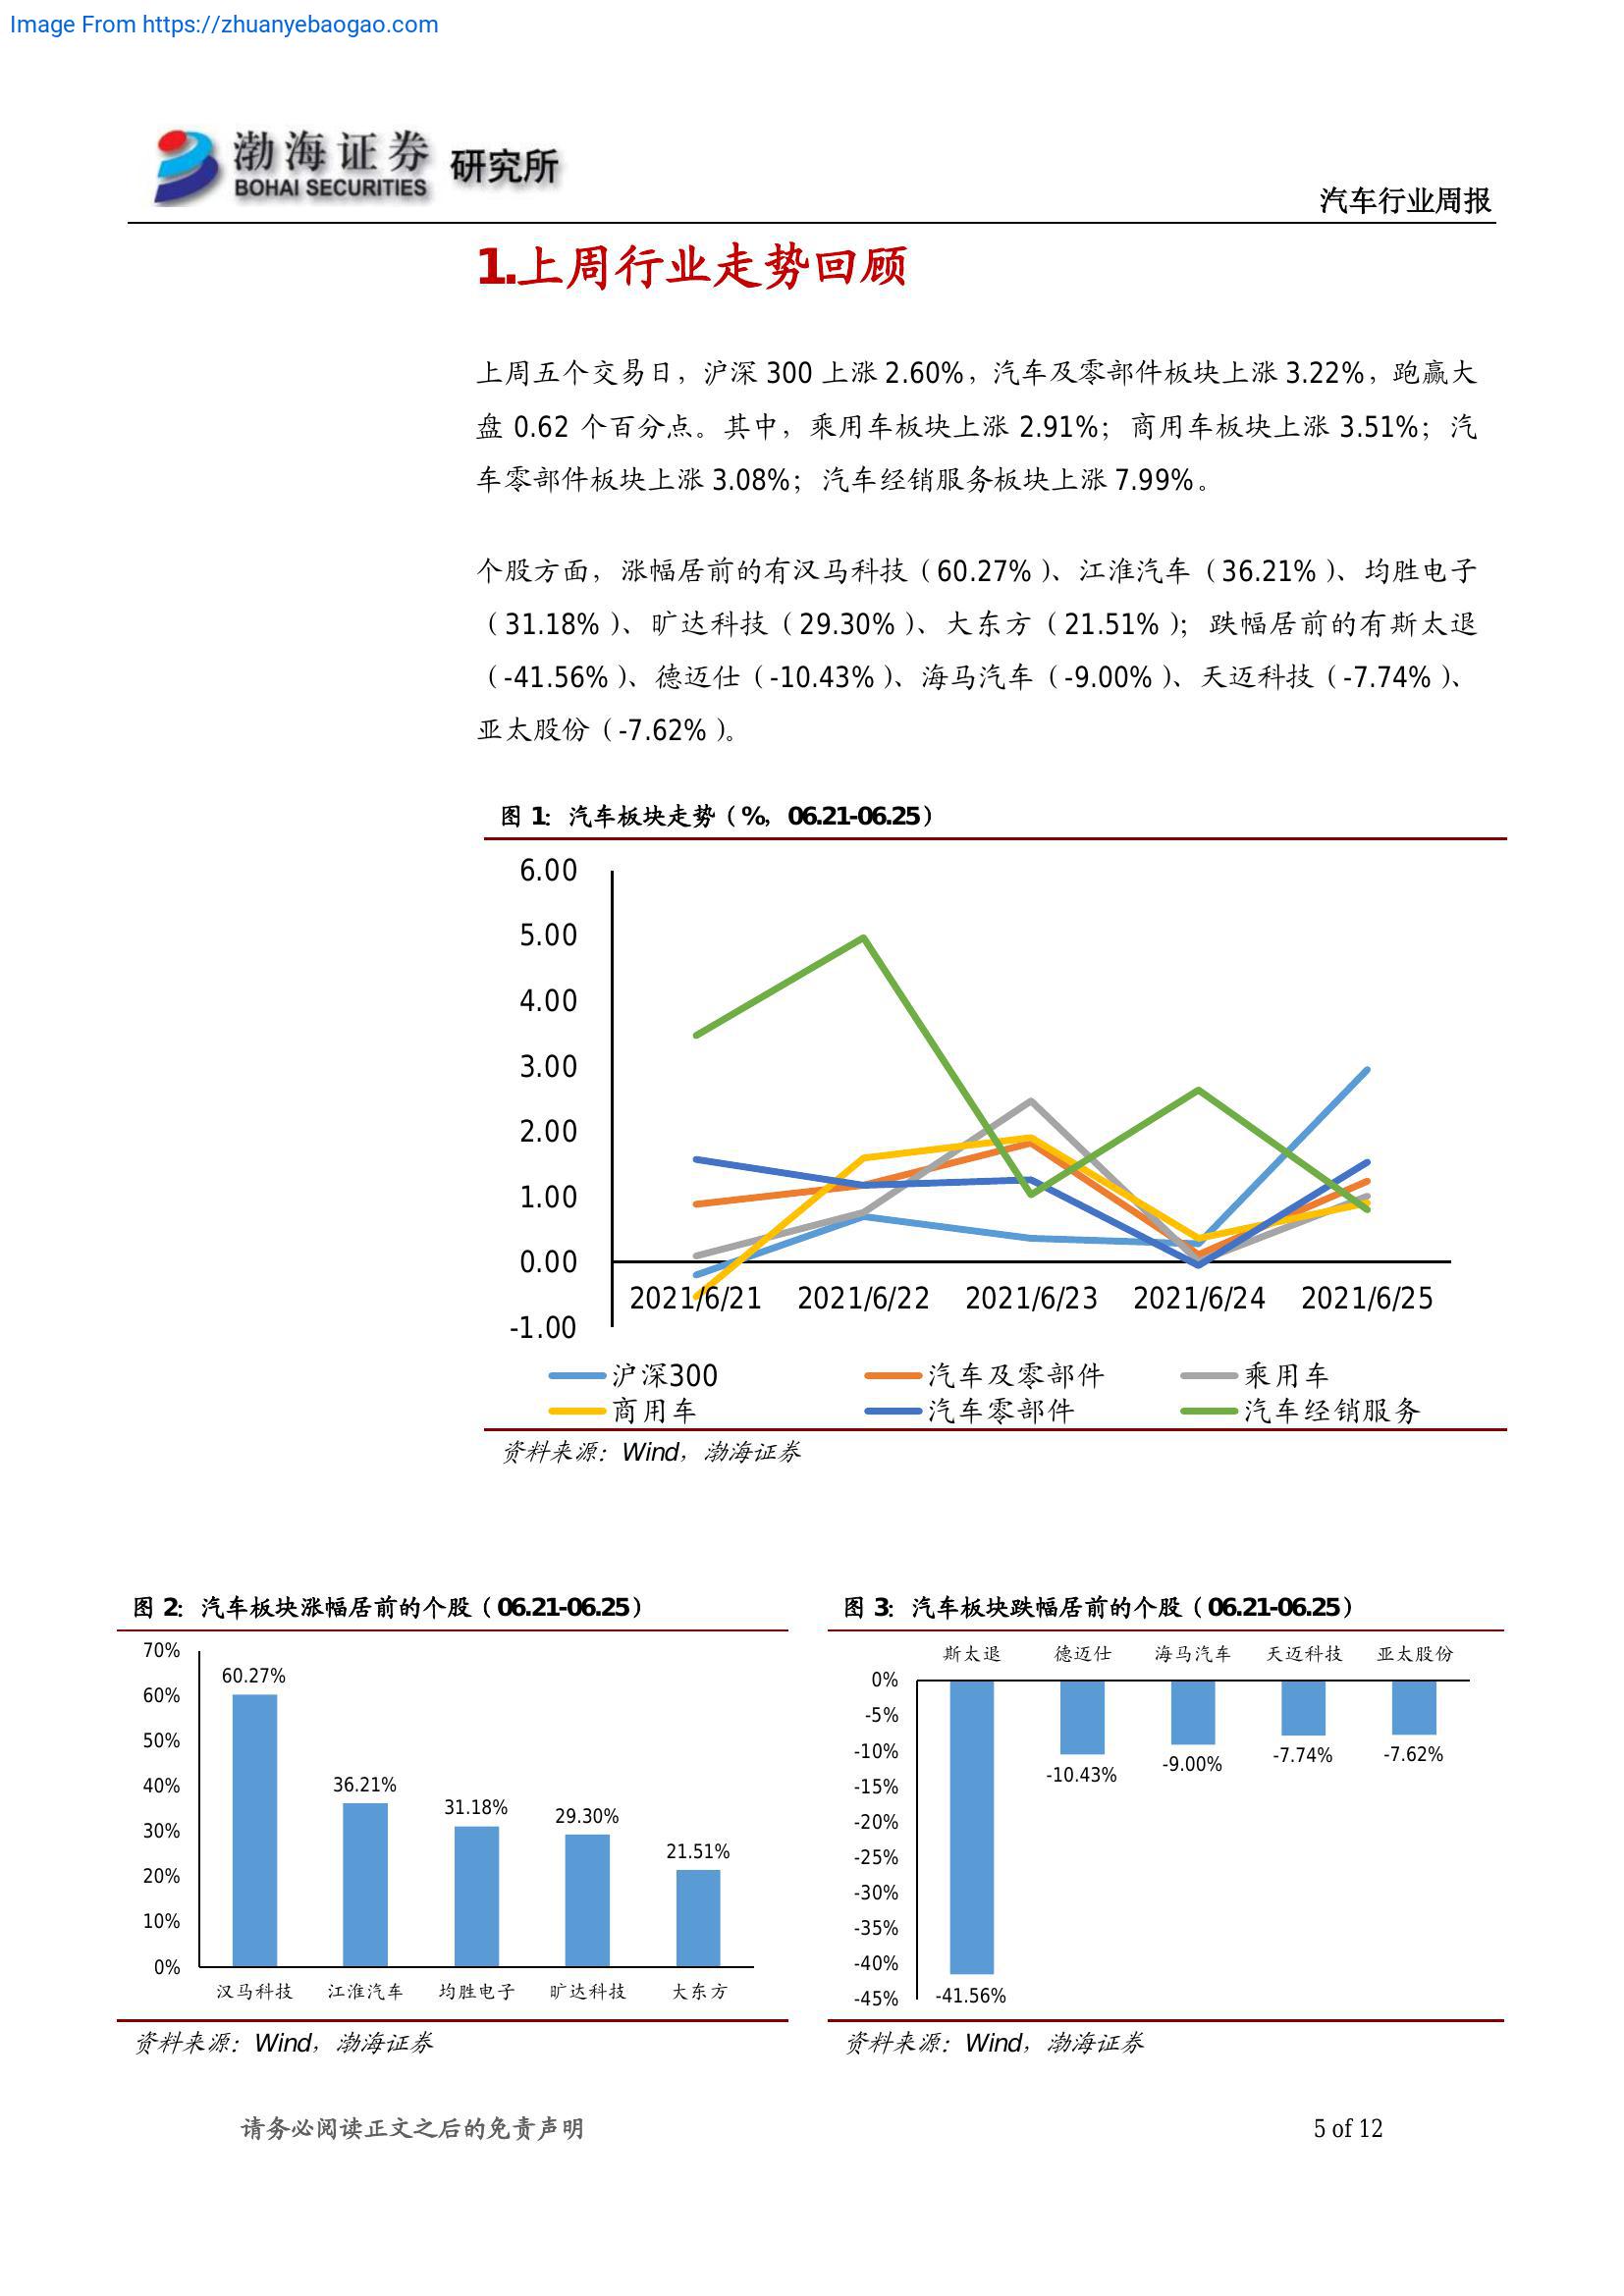 Image From https://zhuanyebaogao.com
渤海证券 研究所
BOHAI SECURITIES
汽车行业周报
1.上周行业走势回顾
上周五个交易日，沪深 300 上涨 2.60%，汽车及零部件板块上涨 3.22%，跑赢大
盘 0.62 个百分点。其中，乘用车板块上涨 2.91%；商用车板块上涨 3.51%；汽
车零部件板块上涨 3.08%；汽车经销服务板块上涨 7.99%。
个股方面，涨幅居前的有汉马科技（60.27%）、江淮汽车（36.21%）、均胜电子
（31.18%）、旷达科技（29.30%）、大东方（21.51%）；跌幅居前的有斯太退
（-41.56%）、德迈仕（-10.43%）、海马汽车（-9.00%）、天迈科技（-7.74%）、
亚太股份（-7.62%）。
图 1：汽车板块走势（%，06.21-06.25）
6.00
5.00
4.00
3.00
2.00
1.00
0.00
-1.00
2021/6/21 2021/6/22 2021/6/23 2021/6/24 2021/6/25
沪深300 汽车及零部件 乘用车
商用车 汽车零部件 汽车经销服务
资料来源：Wind，渤海证券
图 2：汽车板块涨幅居前的个股（06.21-06.25）
70%
60%
50%
40%
30%
20%
10%
0%
60.27%
36.21%
31.18%
29.30%
21.51%
汉马科技 江淮汽车 均胜电子 旷达科技 大东方
资料来源：Wind，渤海证券
图 3：汽车板块跌幅居前的个股（06.21-06.25）
斯太退 德迈仕 海马汽车 天迈科技 亚太股份
0%
-5%
-10%
-15%
-20%
-25%
-30%
-35%
-40%
-45%
-41.56%
-10.43%
-9.00%
-7.74%
-7.62%
资料来源：Wind，渤海证券
请务必阅读正文之后的免责声明
5 of 12